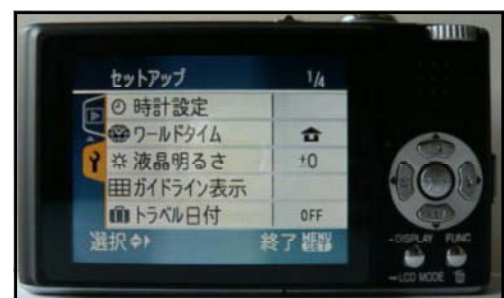 セットアップ 1/4
時計設定
ワールドタイム
液晶明るさ ±0
ガイドライン表示
トラベル日付 OFF
選択 終了 MENU SET
DISPLAY FUNC
LCD MODE